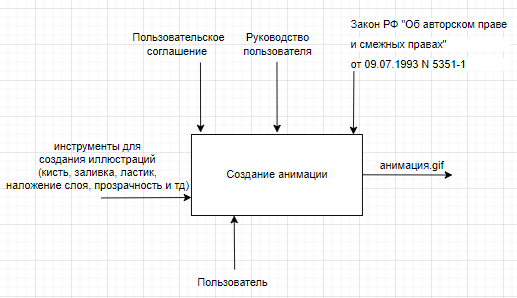 Пользовательское
соглашение
Руководство
пользователя
Закон РФ "Об авторском праве
и смежных правах"
от 09.07.1993 N 5351-1
инструменты для
создания иллюстраций
(кисть, заливка, ластик,
наложение слоя, прозрачность и тд)
Создание анимации
анимация.gif
Пользователь